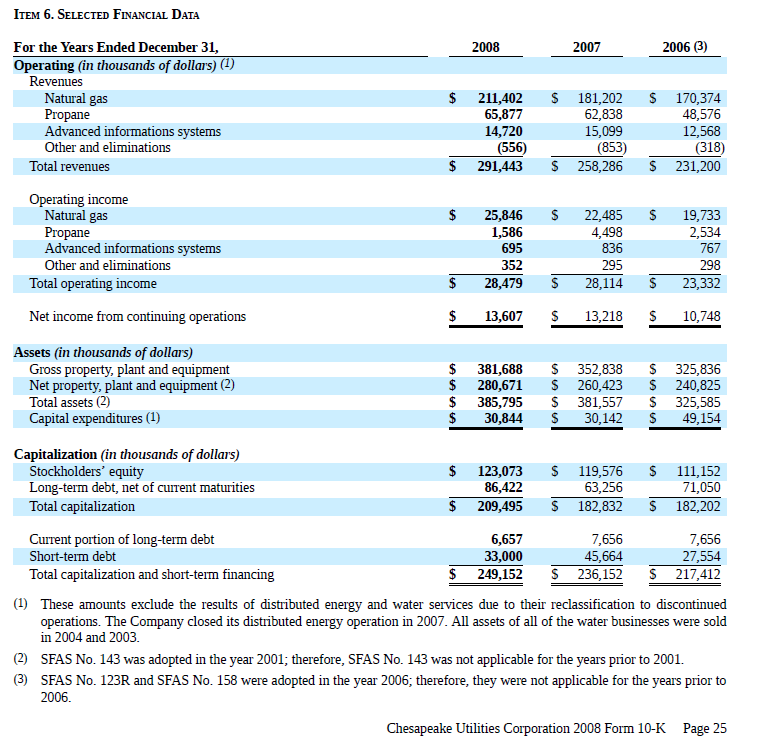 ITEM 6. SELECTED FINANCIAL DATA
For the Years Ended December 31, 2008 2007 2006 (3)
Operating (in thousands of dollars) (1)
Revenues
Natural gas $ 211,402 $ 181,202 $ 170,374
Propane 65,877 62,838 48,576
Advanced informations systems 14,720 15,099 12,568
Other and eliminations (556) (853) (318)
Total revenues $ 291,443 $ 258,286 $ 231,200
Operating income
Natural gas $ 25,846 $ 22,485 $ 19,733
Propane 1,586 4,498 2,534
Advanced informations systems 695 836 767
Other and eliminations 352 295 298
Total operating income $ 28,479 $ 28,114 $ 23,332
Net income from continuing operations $ 13,607 $ 13,218 $ 10,748
Assets (in thousands of dollars)
Gross property, plant and equipment $ 381,688 $ 352,838 $ 325,836
Net property, plant and equipment (2) $ 280,671 $ 260,423 $ 240,825
Total assets (2) $ 385,795 $ 381,557 $ 325,585
Capital expenditures (1) $ 30,844 $ 30,142 $ 49,154
Capitalization (in thousands of dollars)
Stockholders' equity $ 123,073 $ 119,576 $ 111,152
Long-term debt, net of current maturities 86,422 63,256 71,050
Total capitalization $ 209,495 $ 182,832 $ 182,202
Current portion of long-term debt 6,657 7,656 7,656
Short-term debt 33,000 45,664 27,554
Total capitalization and short-term financing $ 249,152 $ 236,152 $ 217,412
(1) These amounts exclude the results of distributed energy and water services due to their reclassification to discontinued
operations. The Company closed its distributed energy operation in 2007. All assets of all of the water businesses were sold
in 2004 and 2003.
(2) SFAS No. 143 was adopted in the year 2001; therefore, SFAS No. 143 was not applicable for the years prior to 2001.
(3) SFAS No. 123R and SFAS No. 158 were adopted in the year 2006; therefore, they were not applicable for the years prior to
2006.
Chesapeake Utilities Corporation 2008 Form 10-K Page 25